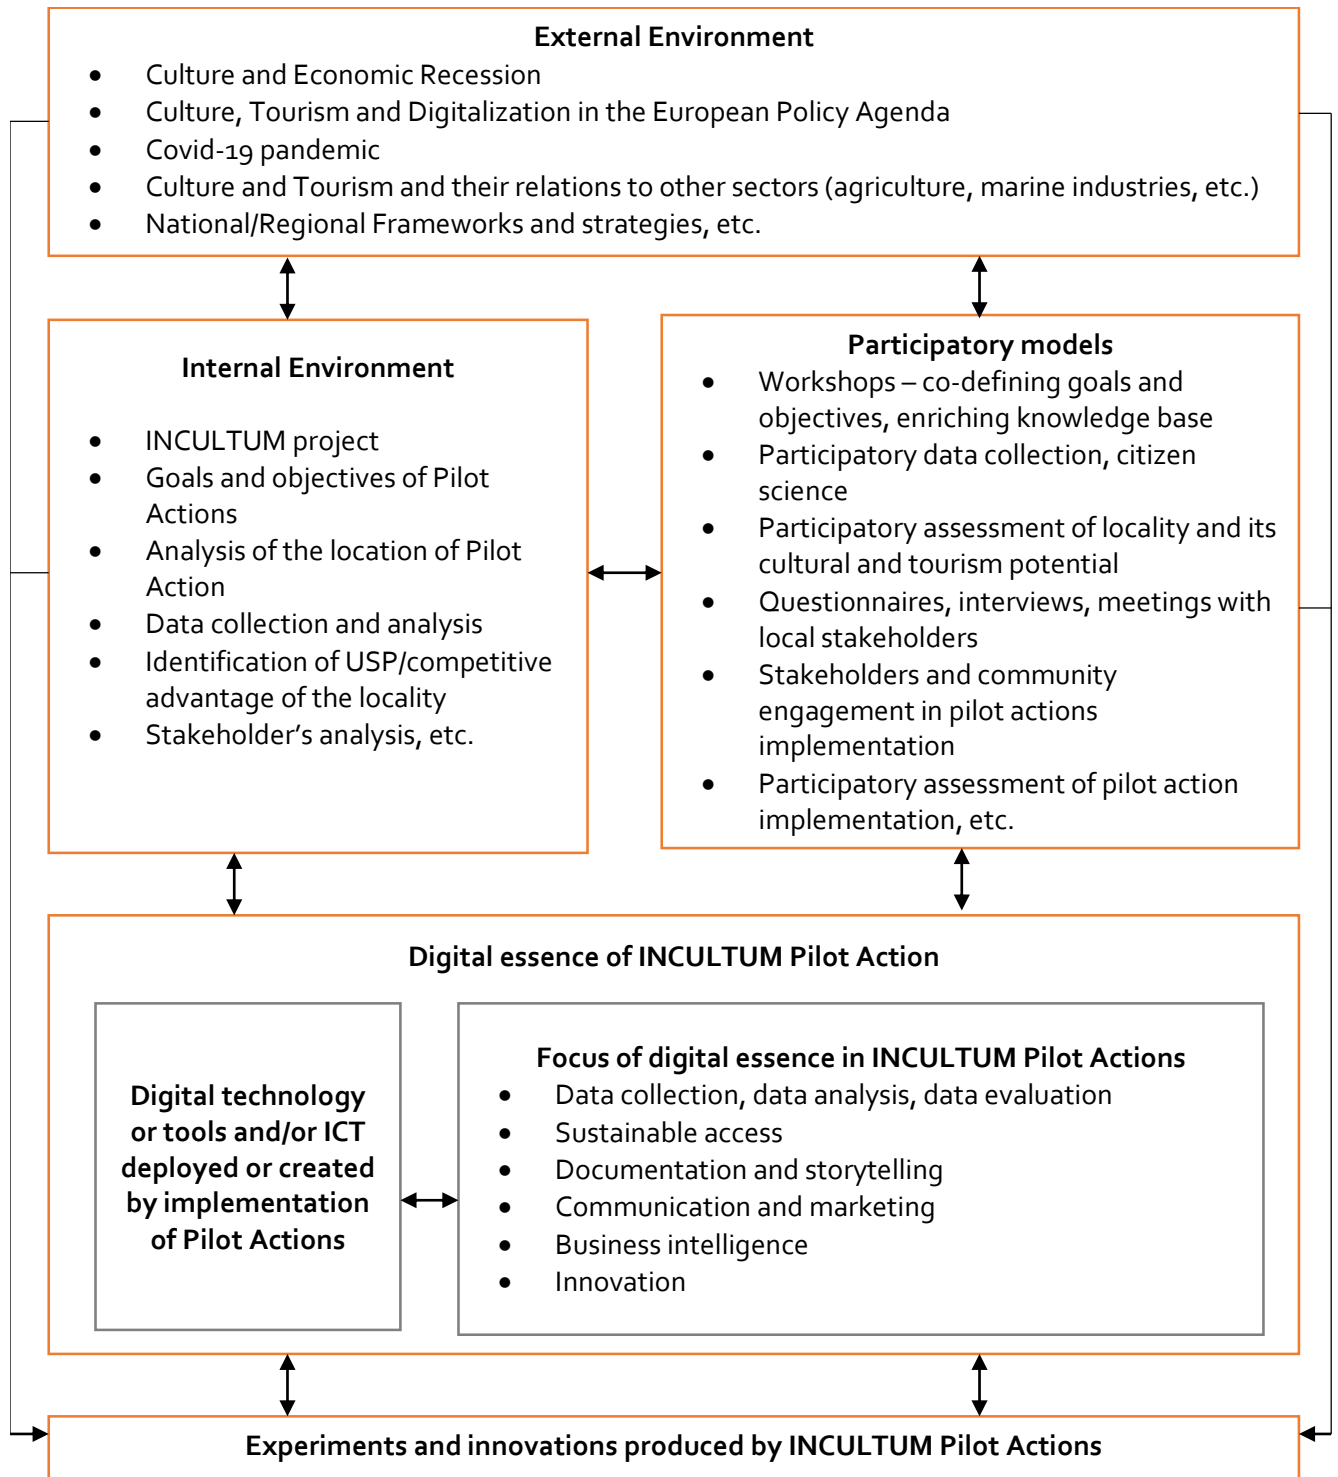 External Environment
• Culture and Economic Recession
• Culture, Tourism and Digitalization in the European Policy Agenda
• Covid-19 pandemic
• Culture and Tourism and their relations to other sectors (agriculture, marine industries, etc.)
• National/Regional Frameworks and strategies, etc.
Internal Environment
• INCULTUM project
• Goals and objectives of Pilot
Actions
• Analysis of the location of Pilot
Action
• Data collection and analysis
• Identification of USP/competitive
advantage of the locality
• Stakeholder’s analysis, etc.
Participatory models
• Workshops – co-defining goals and
objectives, enriching knowledge base
• Participatory data collection, citizen
science
• Participatory assessment of locality and its
cultural and tourism potential
• Questionnaires, interviews, meetings with
local stakeholders
• Stakeholders and community
engagement in pilot actions
implementation
• Participatory assessment of pilot action
implementation, etc.
Digital essence of INCULTUM Pilot Action
Digital technology
or tools and/or ICT
deployed or created
by implementation
of Pilot Actions
Focus of digital essence in INCULTUM Pilot Actions
• Data collection, data analysis, data evaluation
• Sustainable access
• Documentation and storytelling
• Communication and marketing
• Business intelligence
• Innovation
Experiments and innovations produced by INCULTUM Pilot Actions